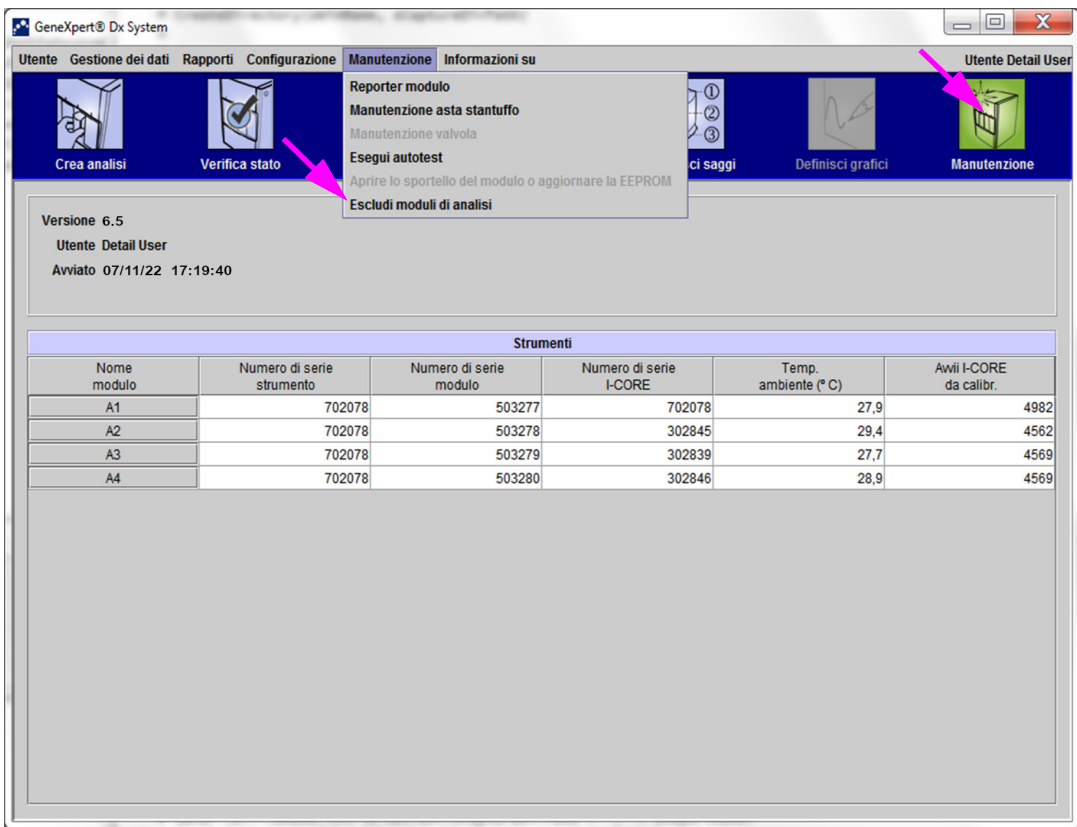 GeneXpert® Dx System
Utente Gestione dei dati Rapporti Configurazione Manutenzione Informazioni su Utente Detail User
Reporter modulo
Manutenzione asta stantuffo
Manutenzione valvola
Esegui autotest
Aprire lo sportello del modulo o aggiornare la EEPROM
Escludi moduli di analisi
①
②
③
Crea analisi Verifica stato saggi Definisci grafici Manutenzione
Versione 6.5
Utente Detail User
Avviato 07/11/22 17:19:40
Strumenti
Nome modulo Numero di serie strumento Numero di serie modulo Numero di serie I-CORE Temp. ambiente (° C) Avvii I-CORE da calibr.
A1 702078 503277 702078 27,9 4982
A2 702078 503278 302845 29,4 4562
A3 702078 503279 302839 27,7 4569
A4 702078 503280 302846 28,9 4569